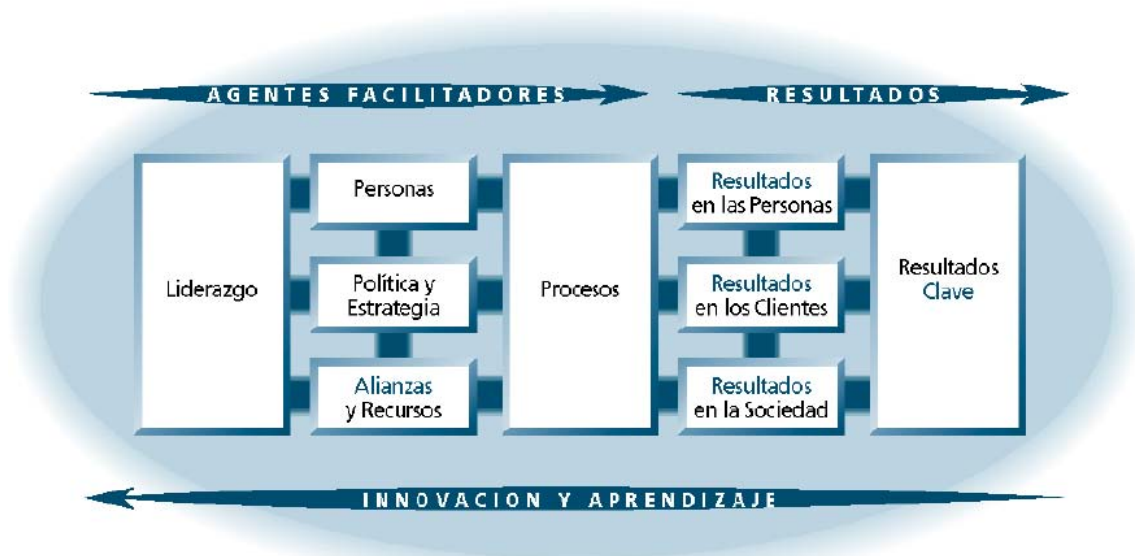 AGENTES FACILITADORES
RESULTADOS
Liderazgo
Personas
Política y
Estrategia
Alianzas
y Recursos
Procesos
Resultados
en las Personas
Resultados
en los Clientes
Resultados
en la Sociedad
Resultados
Clave
INNOVACION Y APRENDIZAJE